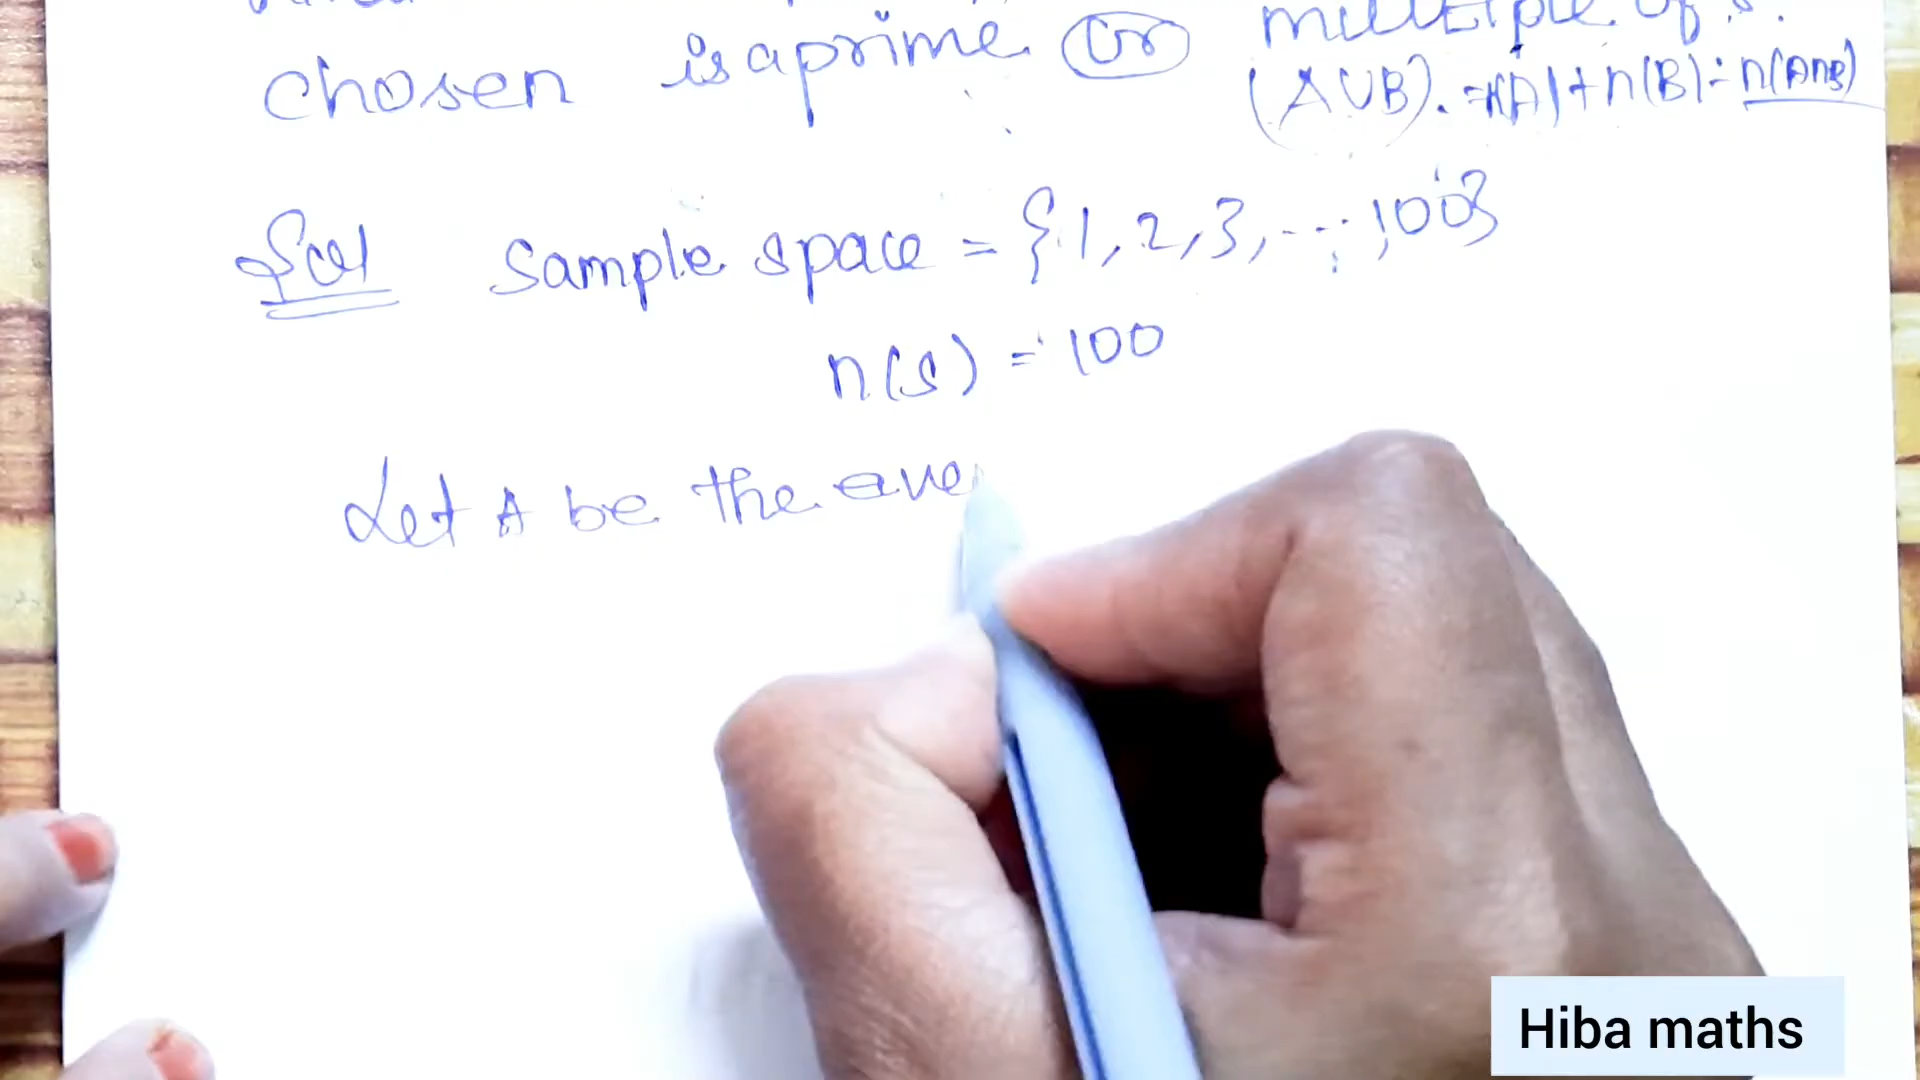 chosen is a prime or multiple of
(A∪B). = n(A) + n(B) - n(A∩B)
Sol Sample space = {1, 2, 3, ..., 100}
n(s) = 100
Let A be the eve
Hiba maths